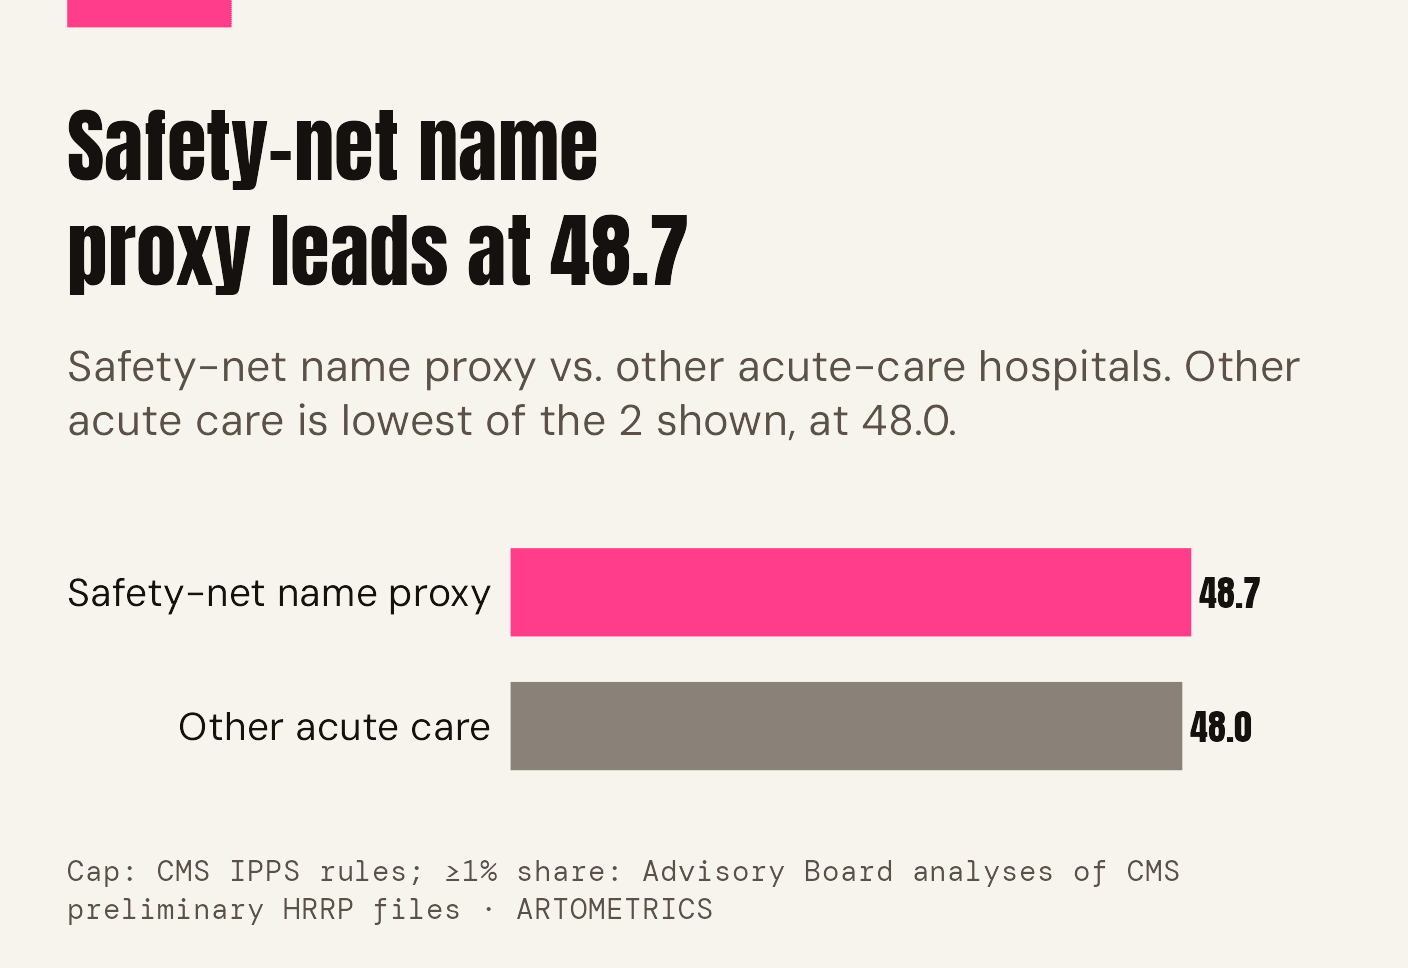 Safety-net name
proxy leads at 48.7
Safety-net name proxy vs. other acute-care hospitals. Other
acute care is lowest of the 2 shown, at 48.0.
Safety-net name proxy 48.7
Other acute care 48.0
Cap: CMS IPPS rules; ≥1% share: Advisory Board analyses of CMS
preliminary HRRP files · ARTOMETRICS